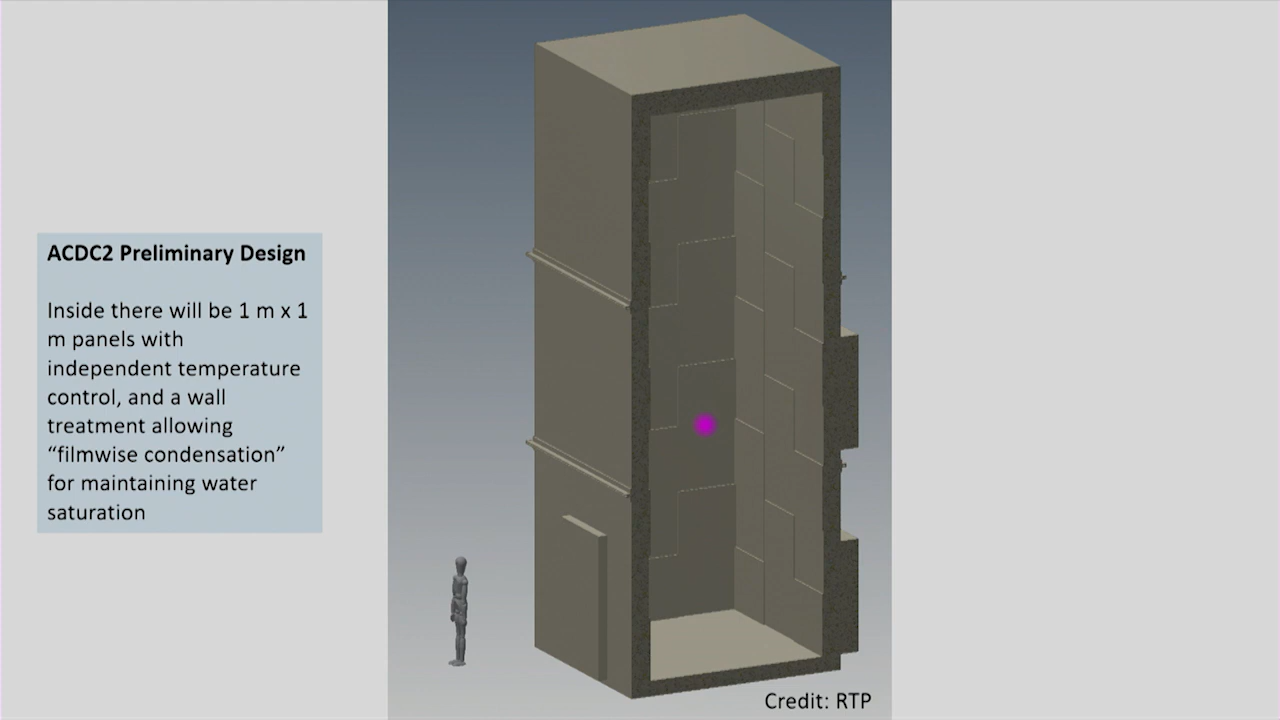 ACDC2 Preliminary Design
Inside there will be 1 m x 1
m panels with
independent temperature
control, and a wall
treatment allowing
“filmwise condensation”
for maintaining water
saturation
Credit: RTP